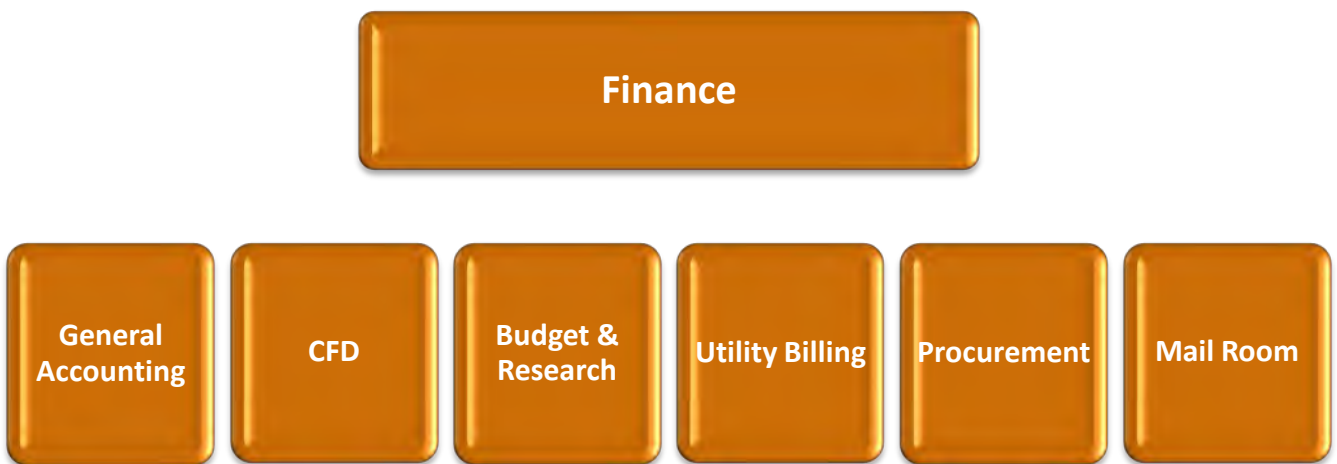 Finance
General
Accounting
CFD
Budget &
Research
Utility Billing
Procurement
Mail Room